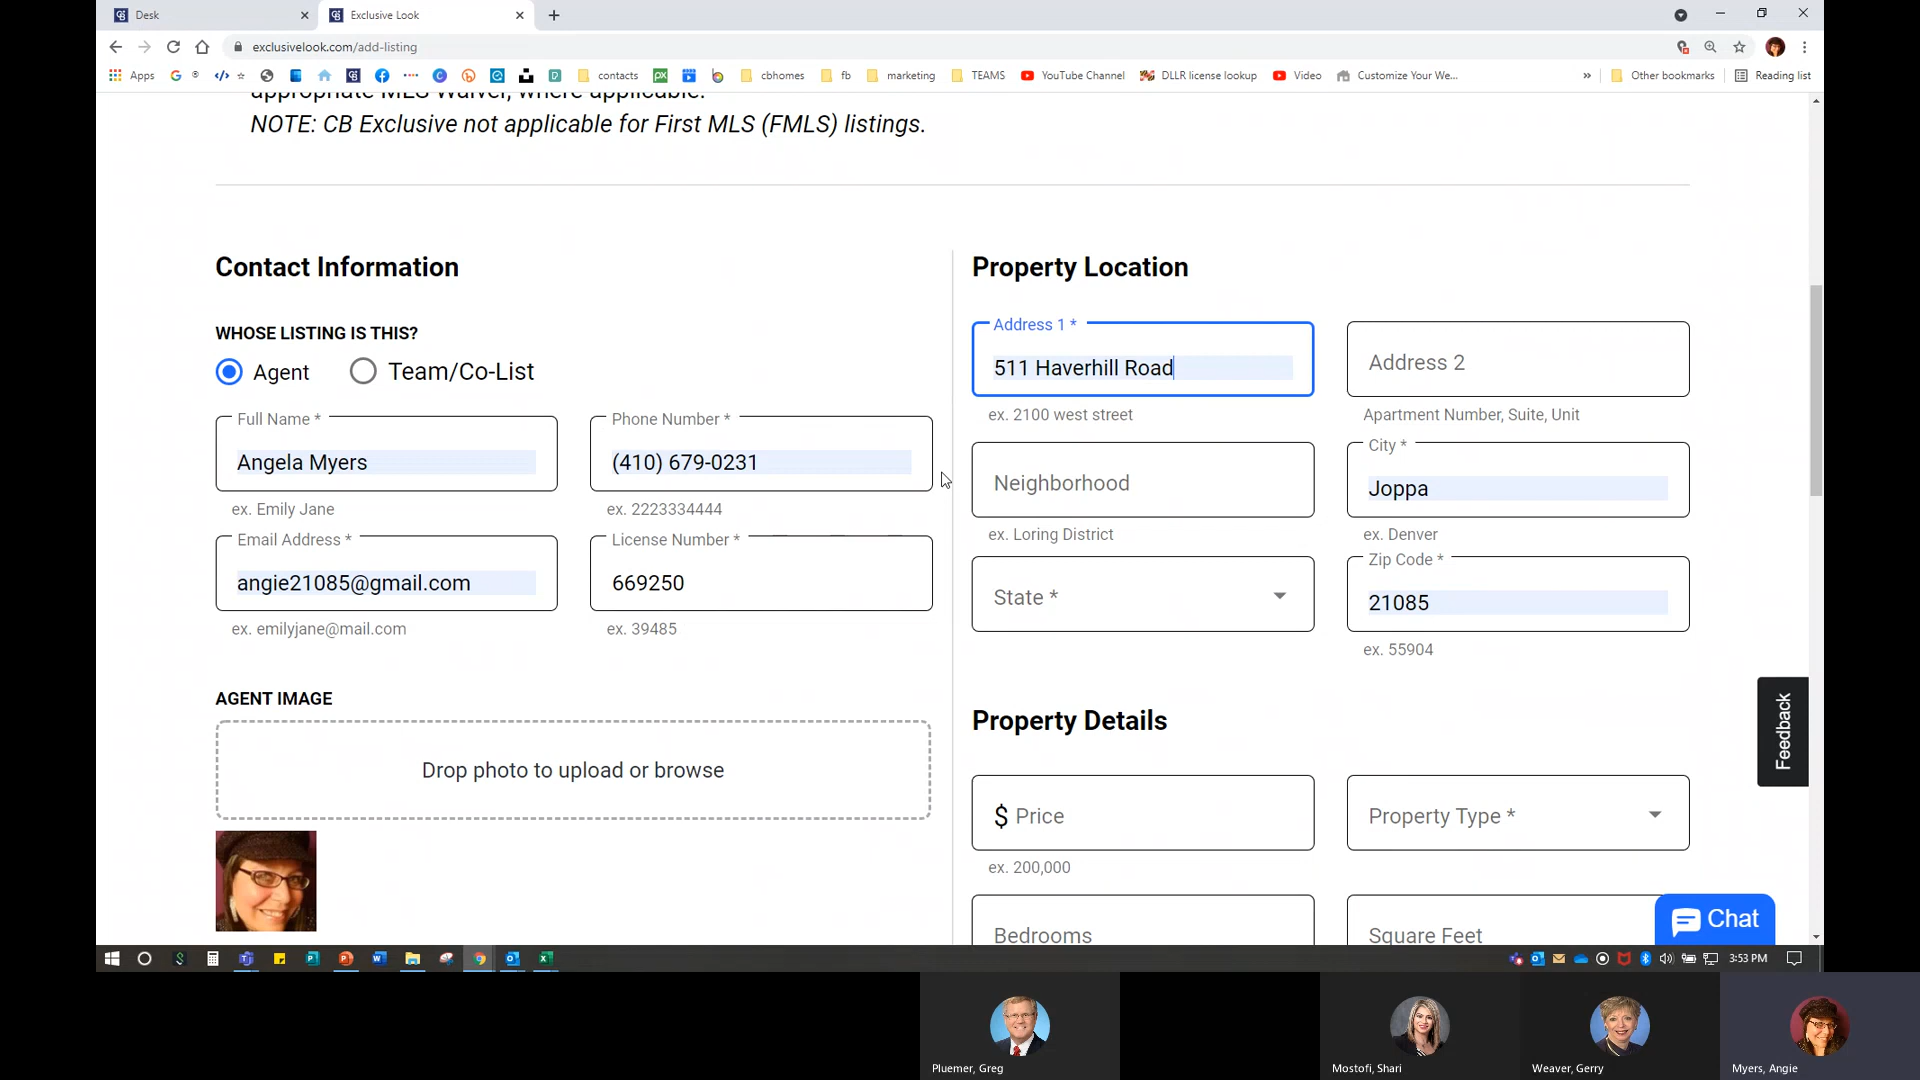 Desk
Exclusive Look
exclusivelook.com/add-listing
Apps
contacts
cbhomes
fb
marketing
TEAMS
YouTube Channel
DLLR license lookup
Video
Customize Your We...
»
Other bookmarks
Reading list
appropriate MLS Waiver, where applicable.
NOTE: CB Exclusive not applicable for First MLS (FMLS) listings.
Contact Information
WHOSE LISTING IS THIS?
Agent
Team/Co-List
Full Name *
Angela Myers
ex. Emily Jane
Phone Number *
(410) 679-0231
ex. 2223334444
Email Address *
angie21085@gmail.com
ex. emilyjane@mail.com
License Number *
669250
ex. 39485
AGENT IMAGE
Drop photo to upload or browse
Property Location
Address 1 *
511 Haverhill Road
ex. 2100 west street
Address 2
Apartment Number, Suite, Unit
Neighborhood
ex. Loring District
City *
Joppa
ex. Denver
State *
Zip Code *
21085
ex. 55904
Property Details
$ Price
ex. 200,000
Property Type *
Bedrooms
Square Feet
Feedback
Chat
3:53 PM
Pluemer, Greg
Mostofi, Shari
Weaver, Gerry
Myers, Angie